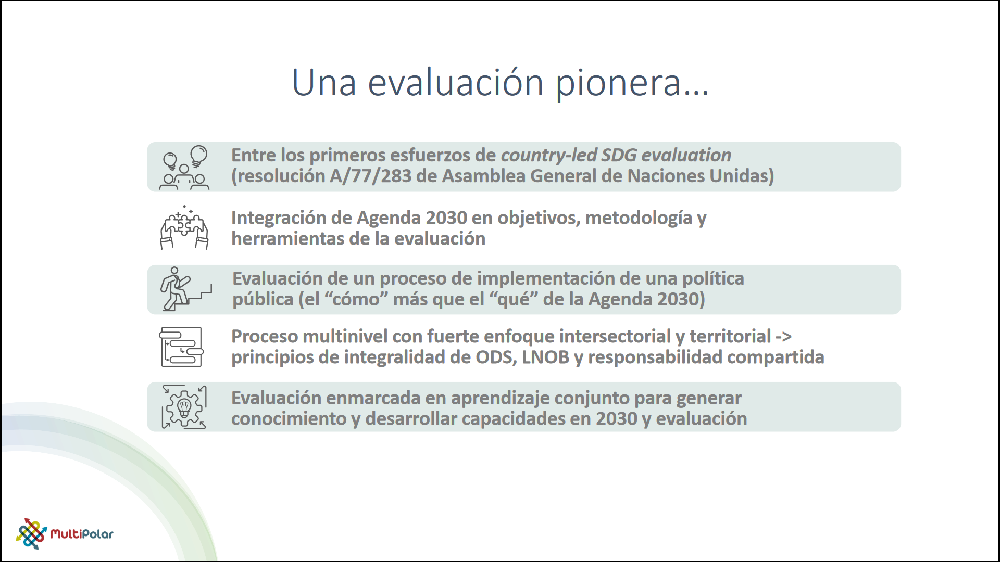 Una evaluación pionera...
Entre los primeros esfuerzos de country-led SDG evaluation
(resolución A/77/283 de Asamblea General de Naciones Unidas)
Integración de Agenda 2030 en objetivos, metodología y
herramientas de la evaluación
Evaluación de un proceso de implementación de una política
pública (el “cómo” más que el “qué” de la Agenda 2030)
Proceso multinivel con fuerte enfoque intersectorial y territorial ->
principios de integralidad de ODS, LNOB y responsabilidad compartida
Evaluación enmarcada en aprendizaje conjunto para generar
conocimiento y desarrollar capacidades en 2030 y evaluación
MultiPolar